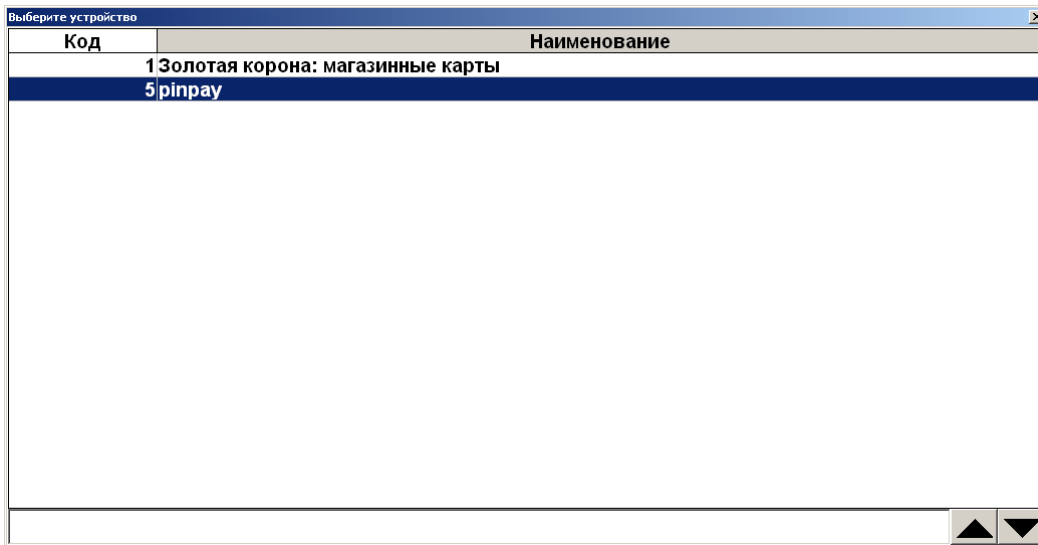 Выберите устройство
Код Наименование
1 Золотая корона: магазинные карты
5 pinpay